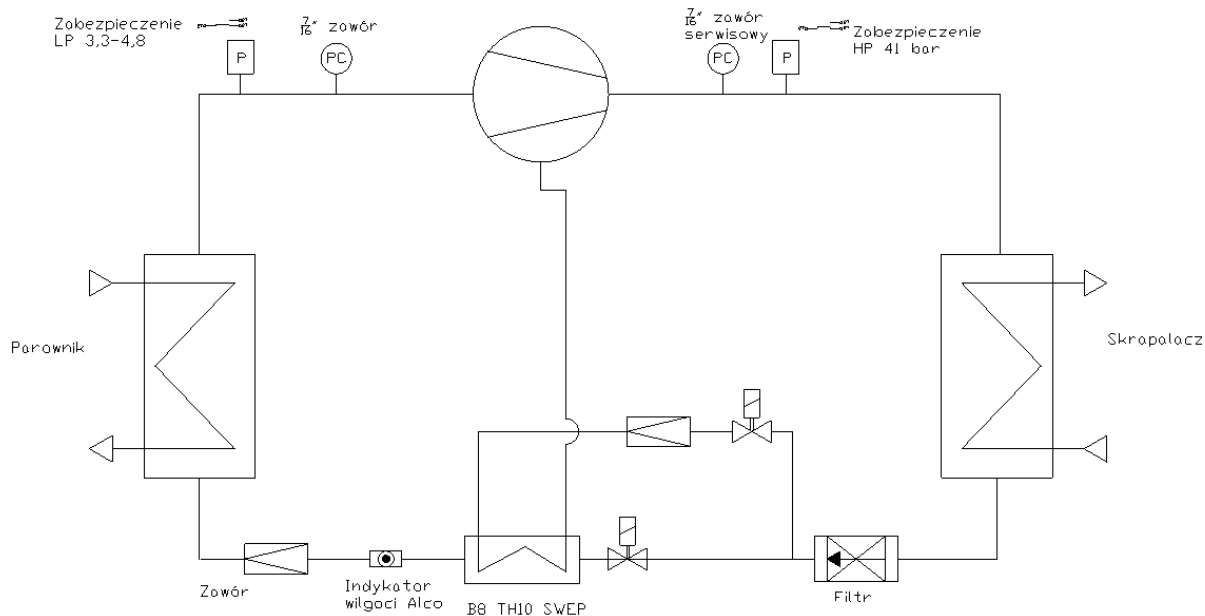 Zabezpieczenie
LP 3,3-4,8
7/16" zawór
7/16" zawór
serwisowy
Zabezpieczenie
HP 41 bar
P
PC
PC
P
Parownik
Skrapalacz
Zawór
Indykator
wilgoci Alco
B8 TH10 SWEP
Filtr